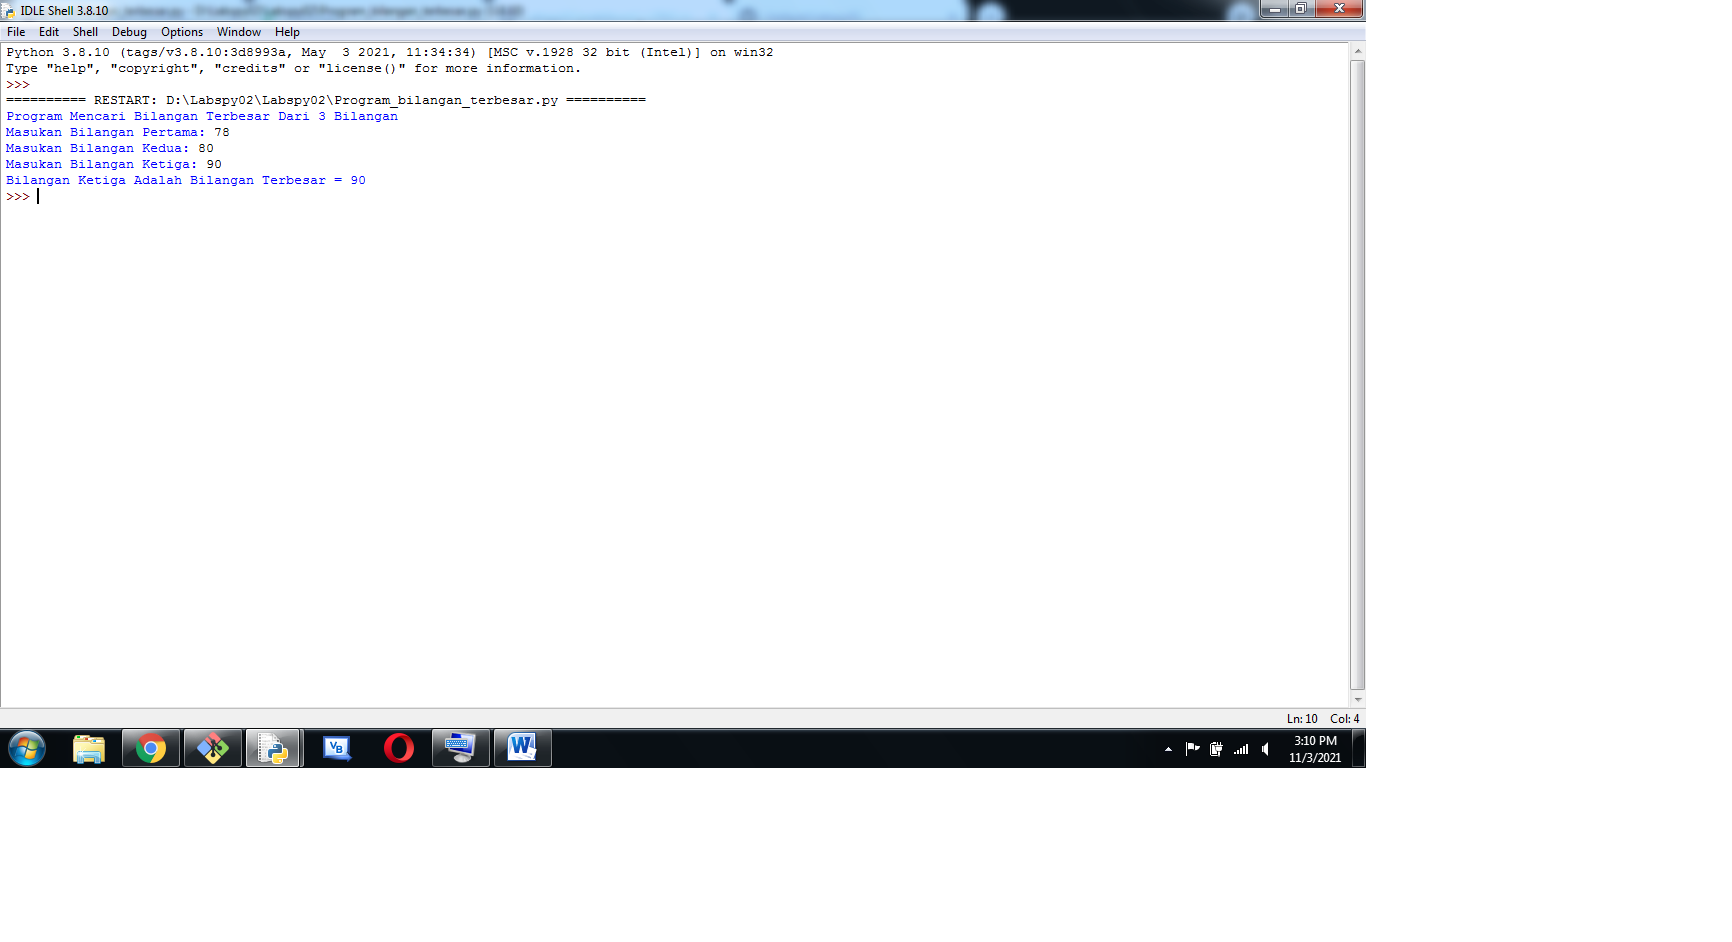 IDLE Shell 3.8.10
File Edit Shell Debug Options Window Help
Python 3.8.10 (tags/v3.8.10:3d8993a, May  3 2021, 11:34:34) [MSC v.1928 32 bit (Intel)] on win32
Type "help", "copyright", "credits" or "license()" for more information.
>>>
========== RESTART: D:\Labspy02\Labspy02\Program_bilangan_terbesar.py ==========
Program Mencari Bilangan Terbesar Dari 3 Bilangan
Masukan Bilangan Pertama: 78
Masukan Bilangan Kedua: 80
Masukan Bilangan Ketiga: 90
Bilangan Ketiga Adalah Bilangan Terbesar = 90
>>>
Ln: 10 Col: 4
VB
W
3:10 PM
11/3/2021